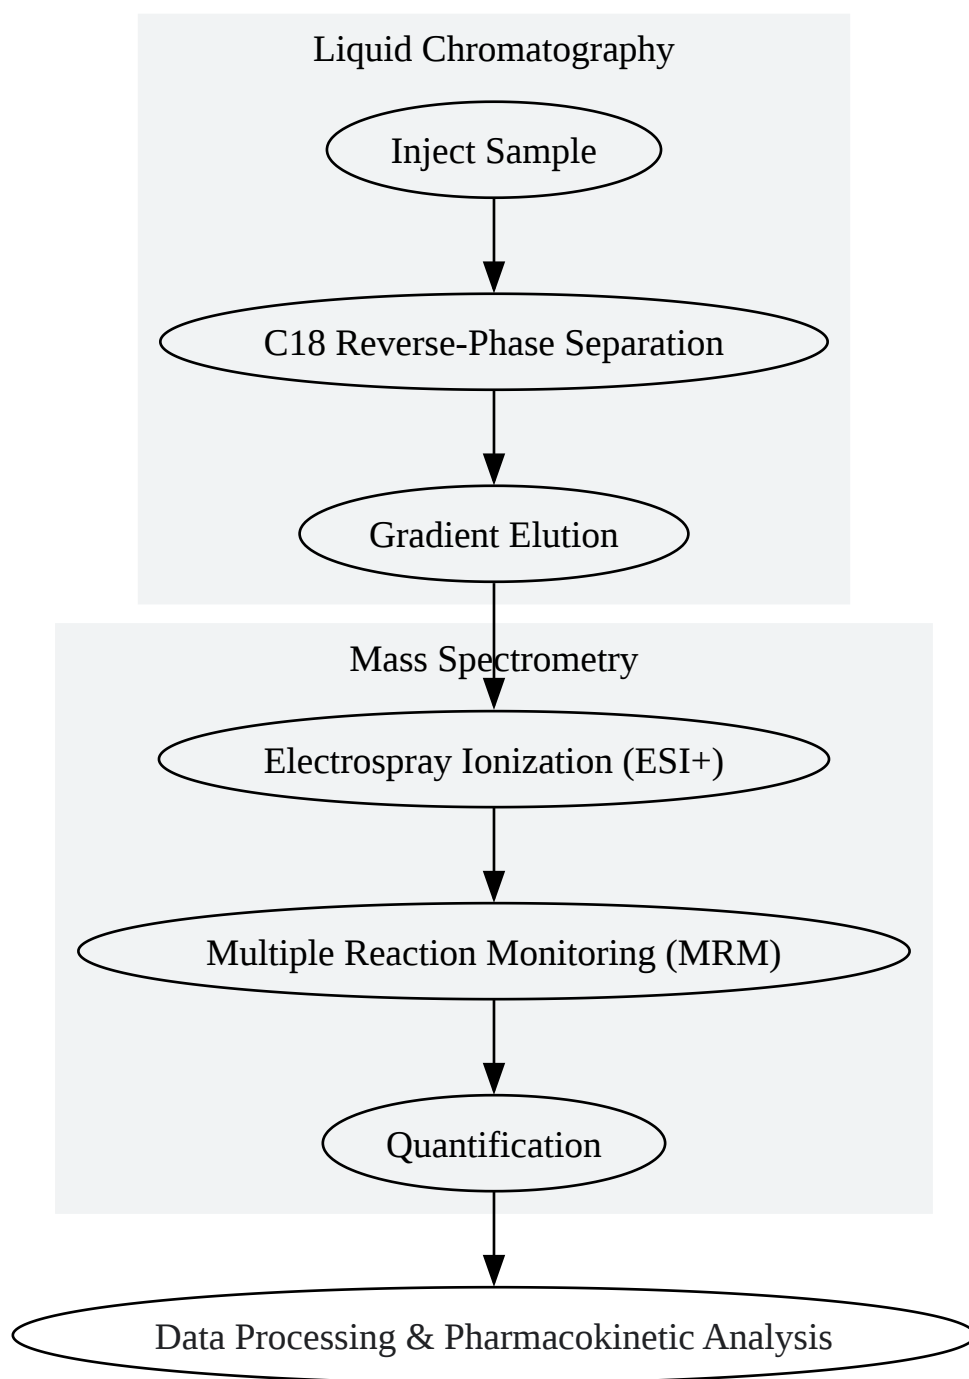 Liquid Chromatography
Inject Sample
C18 Reverse-Phase Separation
Gradient Elution
Mass Spectrometry
Electrospray Ionization (ESI+)
Multiple Reaction Monitoring (MRM)
Quantification
Data Processing & Pharmacokinetic Analysis